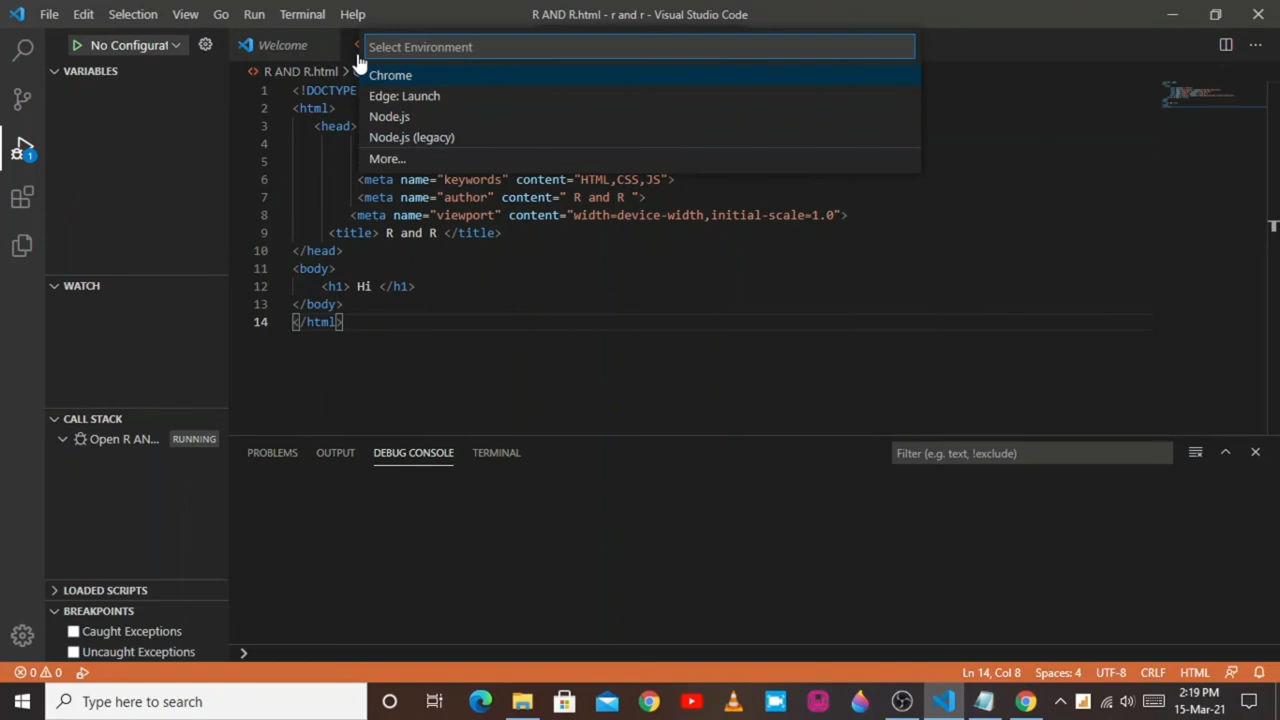 File Edit Selection View Go Run Terminal Help
R AND R.html - r and r - Visual Studio Code
No Configurat
Welcome
Select Environment
Chrome
Edge: Launch
Node.js
Node.js (legacy)
More...
VARIABLES
R AND R.html >
1 <!DOCTYPE
2 <html>
3 <head>
4
5
6 <meta name="keywords" content="HTML,CSS,JS">
7 <meta name="author" content=" R and R ">
8 <meta name="viewport" content="width=device-width,initial-scale=1.0">
9 <title> R and R </title>
10 </head>
11 <body>
12 <h1> Hi </h1>
13 </body>
14 </html>
1
WATCH
CALL STACK
Open R AN... RUNNING
LOADED SCRIPTS
BREAKPOINTS
Caught Exceptions
Uncaught Exceptions
PROBLEMS OUTPUT DEBUG CONSOLE TERMINAL
Filter (e.g. text, !exclude)
0 0
Ln 14, Col 8 Spaces: 4 UTF-8 CRLF HTML
Type here to search
2:19 PM
15-Mar-21